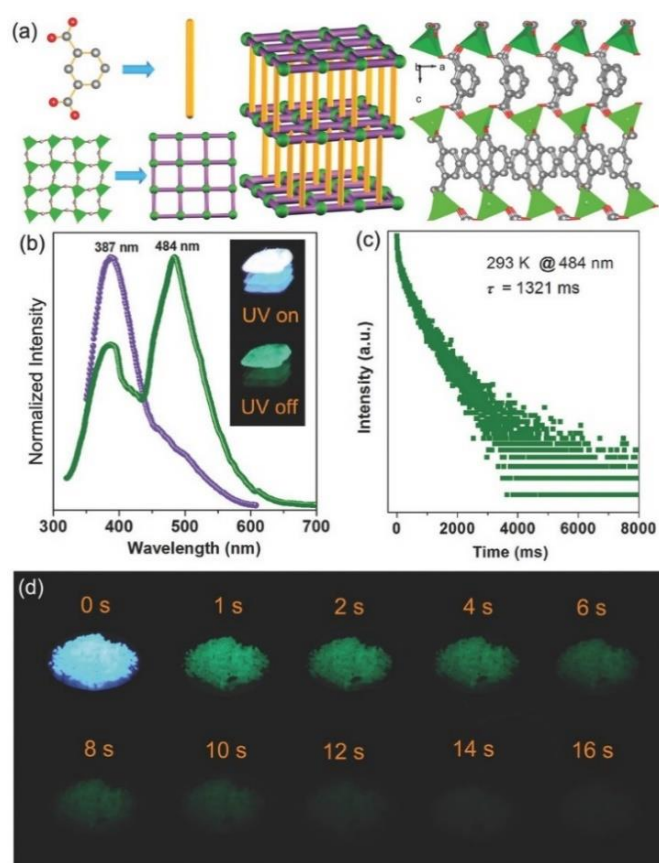 (a)
a
c
(b)
387 nm
484 nm
UV on
UV off
Normalized Intensity
300
400
500
600
700
Wavelength (nm)
(c)
293 K @ 484 nm
τ = 1321 ms
Intensity (a.u.)
0
2000
4000
6000
8000
Time (ms)
(d)
0 s
1 s
2 s
4 s
6 s
8 s
10 s
12 s
14 s
16 s